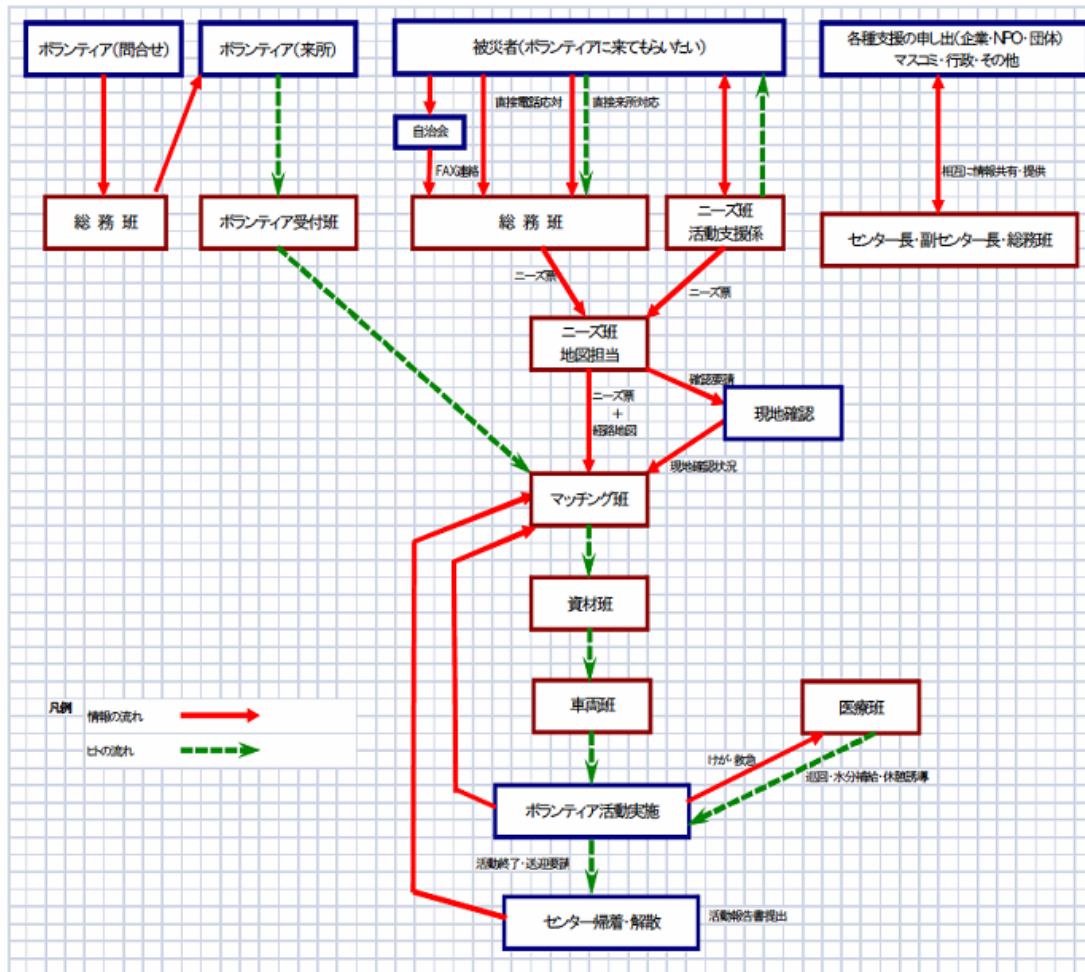 ボランティア(問合せ)
ボランティア(来所)
被災者(ボランティアに来てもらいたい)
各種支援の申し出(企業・NPO・団体)
マスコミ・行政・その他
直接電話応対
直接来所対応
自治会
FAX連絡
相互に情報共有・提供
総務班
ボランティア受付班
総務班
ニーズ班
活動支援係
センター長・副センター長・総務班
ニーズ票
ニーズ票
ニーズ班
地図担当
確認要請
ニーズ票
+
経路地図
現地確認
現地確認状況
マッチング班
資材班
凡例
情報の流れ
ヒトの流れ
車両班
医療班
けが・救急
巡回・水分補給・休憩誘導
ボランティア活動実施
活動終了・送迎要請
センター帰着・解散
活動報告書提出